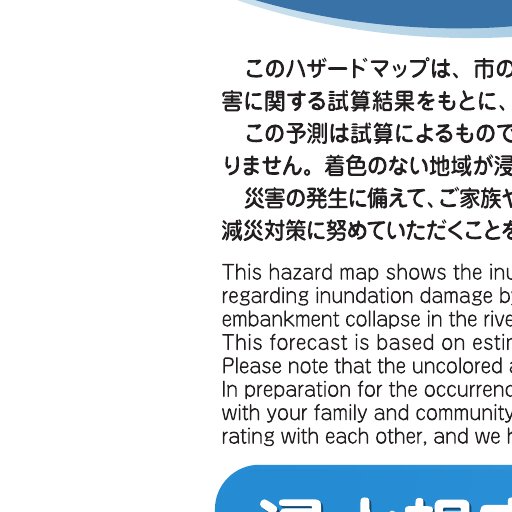 このハザードマップは、市の
害に関する試算結果をもとに、
この予測は試算によるもので
りません。着色のない地域が浸
災害の発生に備えて、ご家族や
減災対策に努めていただくことを
This hazard map shows the inu
regarding inundation damage by
embankment collapse in the rive
This forecast is based on estim
Please note that the uncolored a
In preparation for the occurrenc
with your family and community
rating with each other, and we h
浸水想定